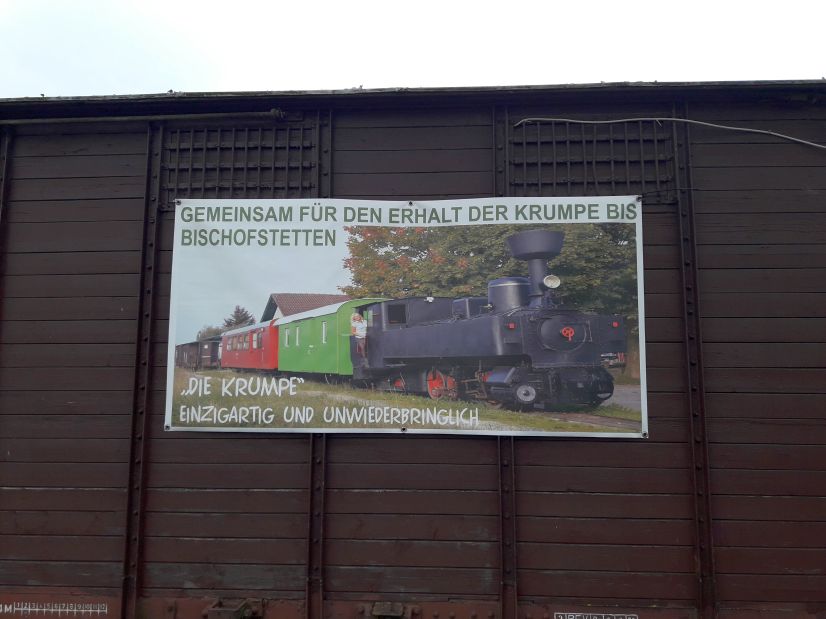 GEMEINSAM FÜR DEN ERHALT DER KRUMPE BIS
BISCHOFSTETTEN
„DIE KRUMPE"
EINZIGARTIG UND UNWIEDERBRINGLICH